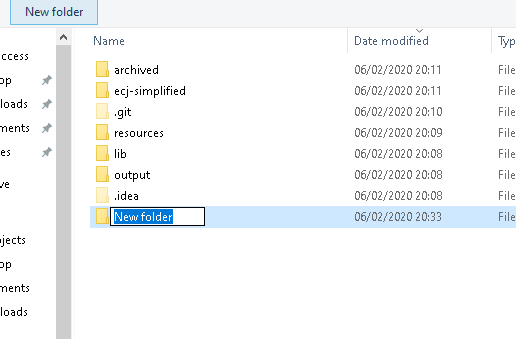 New folder
Name Date modified Typ
uccess
archived 06/02/2020 20:11 File
op
ecj-simplified 06/02/2020 20:11 File
loads
.git 06/02/2020 20:10 File
ments
resources 06/02/2020 20:09 File
es
lib 06/02/2020 20:08 File
output 06/02/2020 20:08 File
ve
.idea 06/02/2020 20:08 File
New folder 06/02/2020 20:33 File
ojects
op
ments
loads